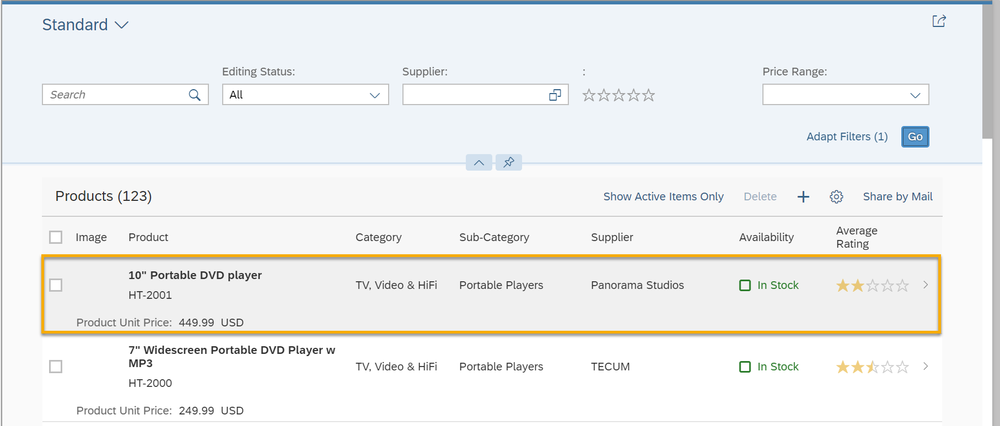 Standard
Editing Status:
Supplier:
:
Price Range:
Search
All
Adapt Filters (1)
Go
Products (123)
Show Active Items Only
Delete
Share by Mail
Image
Product
Category
Sub-Category
Supplier
Availability
Average
Rating
10" Portable DVD player
HT-2001
TV, Video & HiFi
Portable Players
Panorama Studios
In Stock
Product Unit Price: 449.99 USD
7" Widescreen Portable DVD Player w
MP3
HT-2000
TV, Video & HiFi
Portable Players
TECUM
In Stock
Product Unit Price: 249.99 USD